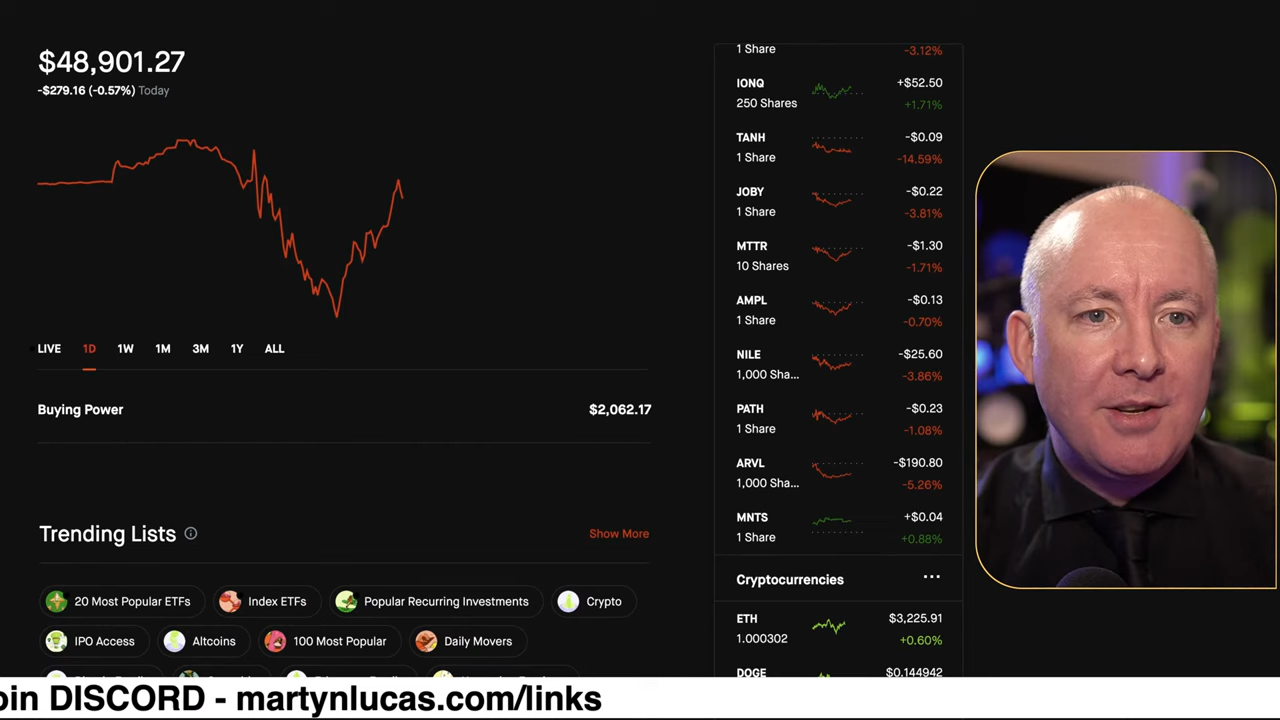 $48,901.27
-$279.16 (-0.57%) Today
LIVE 1D 1W 1M 3M 1Y ALL
Buying Power $2,062.17
Trending Lists
Show More
20 Most Popular ETFs Index ETFs Popular Recurring Investments Crypto
IPO Access Altcoins 100 Most Popular Daily Movers
1 Share -3.12%
IONQ +$52.50
250 Shares +1.71%
TANH -$0.09
1 Share -14.59%
JOBY -$0.22
1 Share -3.81%
MTTR -$1.30
10 Shares -1.71%
AMPL -$0.13
1 Share -0.70%
NILE -$25.60
1,000 Sha... -3.86%
PATH -$0.23
1 Share -1.08%
ARVL -$190.80
1,000 Sha... -5.26%
MNTS +$0.04
1 Share +0.88%
Cryptocurrencies ...
ETH $3,225.91
1.000302 +0.60%
DOGE $0.144942
oin DISCORD - martynlucas.com/links